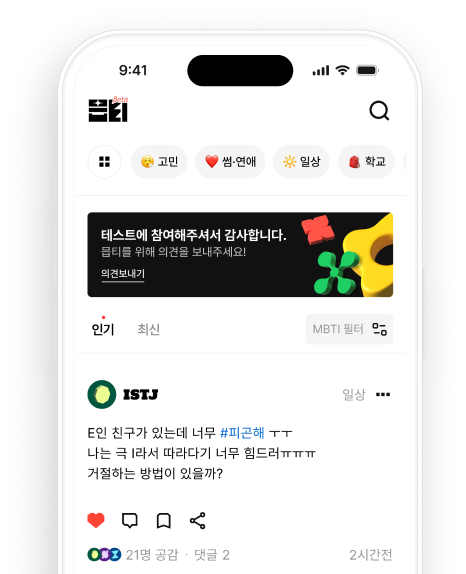 9:41
믑티
Beta
고민
썸·연애
일상
학교
테스트에 참여해주셔서 감사합니다.
믑티를 위해 의견을 보내주세요!
의견보내기
인기
최신
MBTI 필터
ISTJ
일상
E인 친구가 있는데 너무 #피곤해 ㅜㅜ
나는 극 I라서 따라다기 너무 힘드러ㅠㅠㅠ
거절하는 방법이 있을까?
21명 공감 · 댓글 2
2시간전